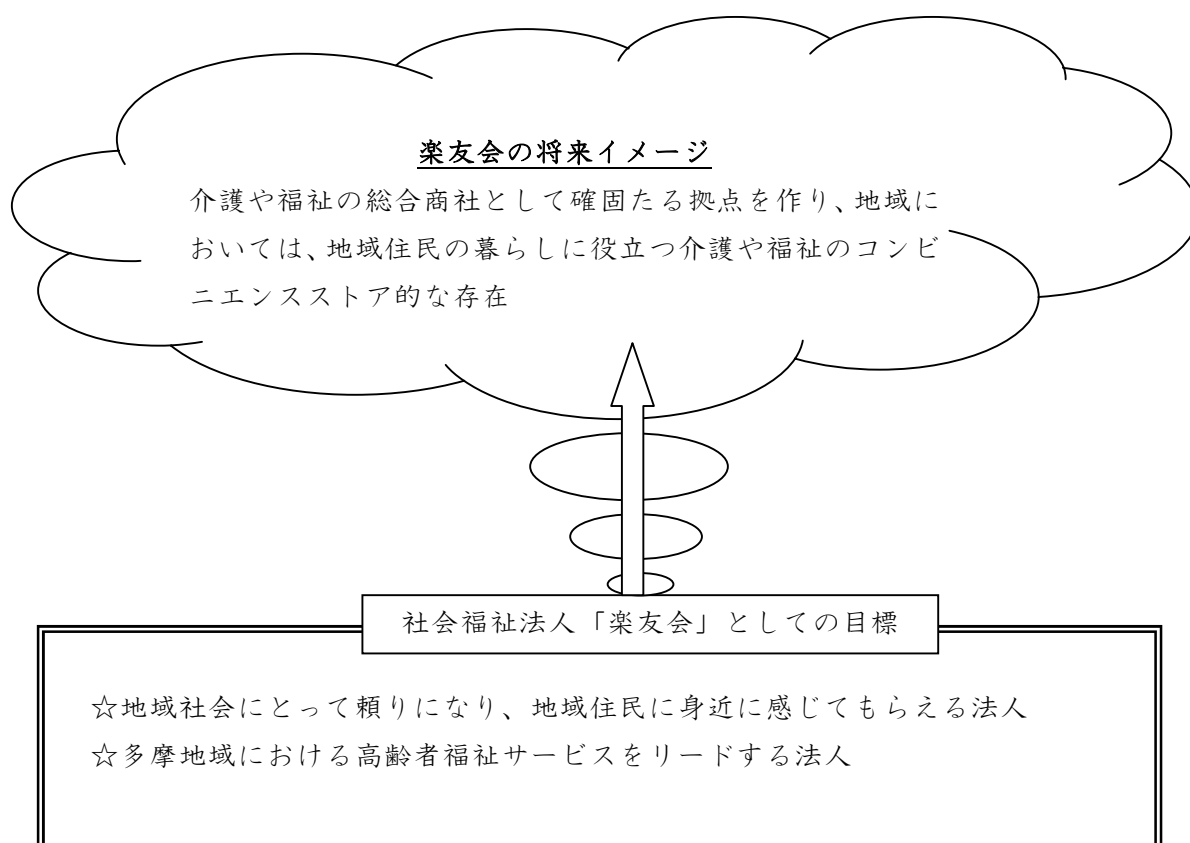 楽友会の将来イメージ
介護や福祉の総合商社として確固たる拠点を作り、地域に
おいては、地域住民の暮らしに役立つ介護や福祉のコンビ
ニエンスストア的な存在
社会福祉法人「楽友会」としての目標
☆地域社会にとって頼りになり、地域住民に身近に感じてもらえる法人
☆多摩地域における高齢者福祉サービスをリードする法人